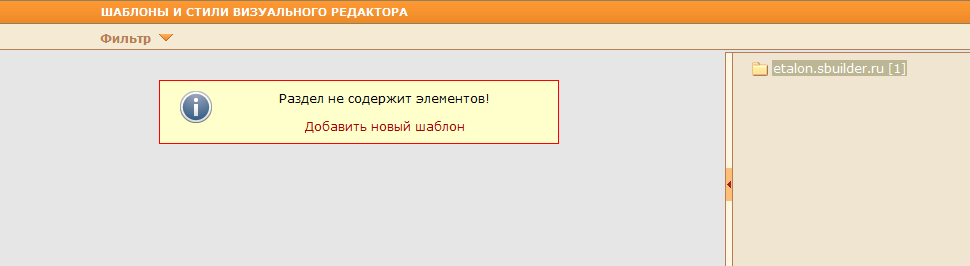 ШАБЛОНЫ И СТИЛИ ВИЗУАЛЬНОГО РЕДАКТОРА
Фильтр
etalon.sbuilder.ru [1]
Раздел не содержит элементов!
Добавить новый шаблон